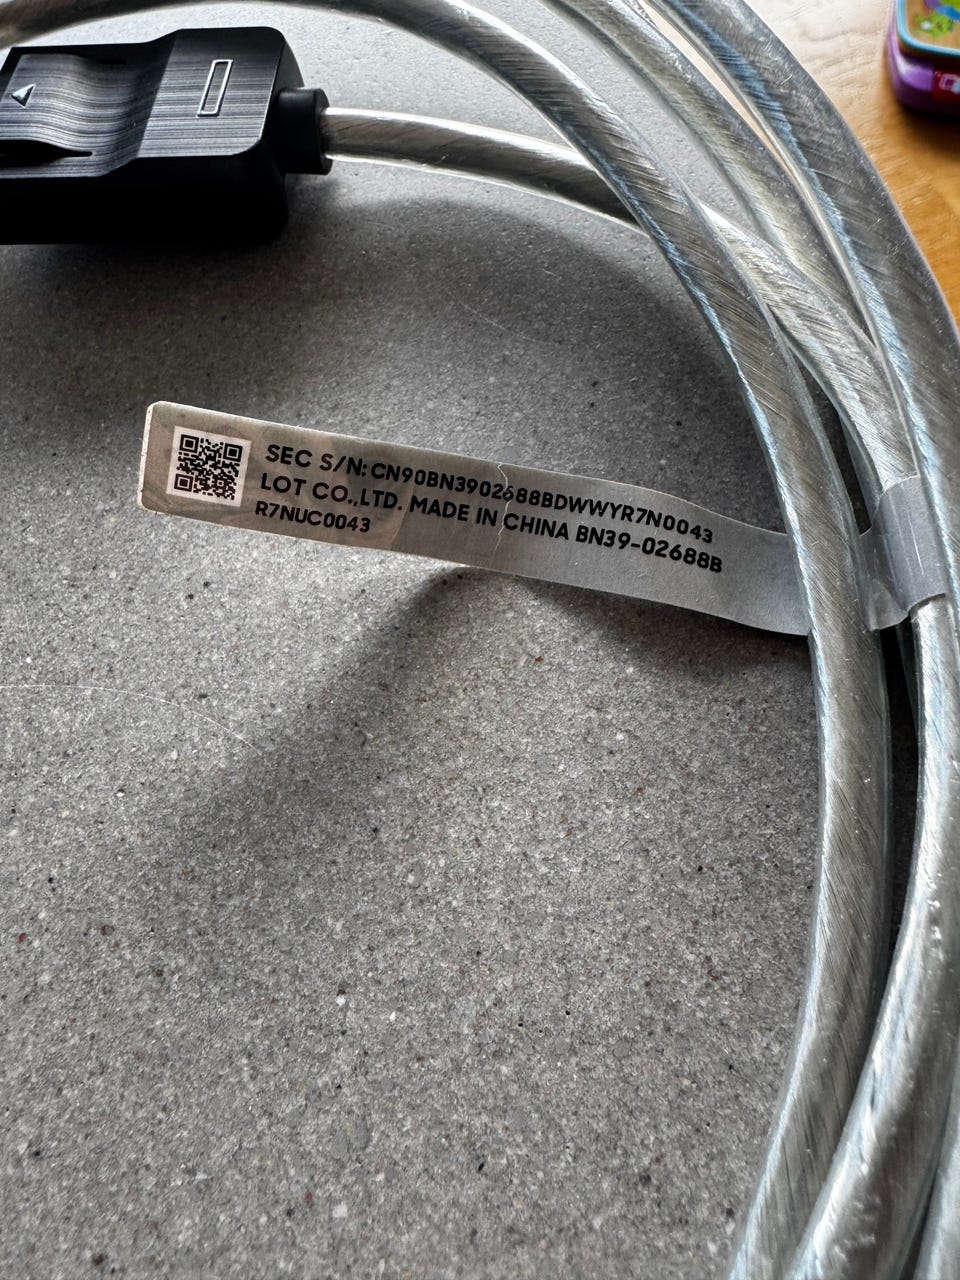 SEC S/N: CN90BN3902688BDWWYR7N0043
LOT CO.,LTD. MADE IN CHINA BN39-02688B
R7NUC0043